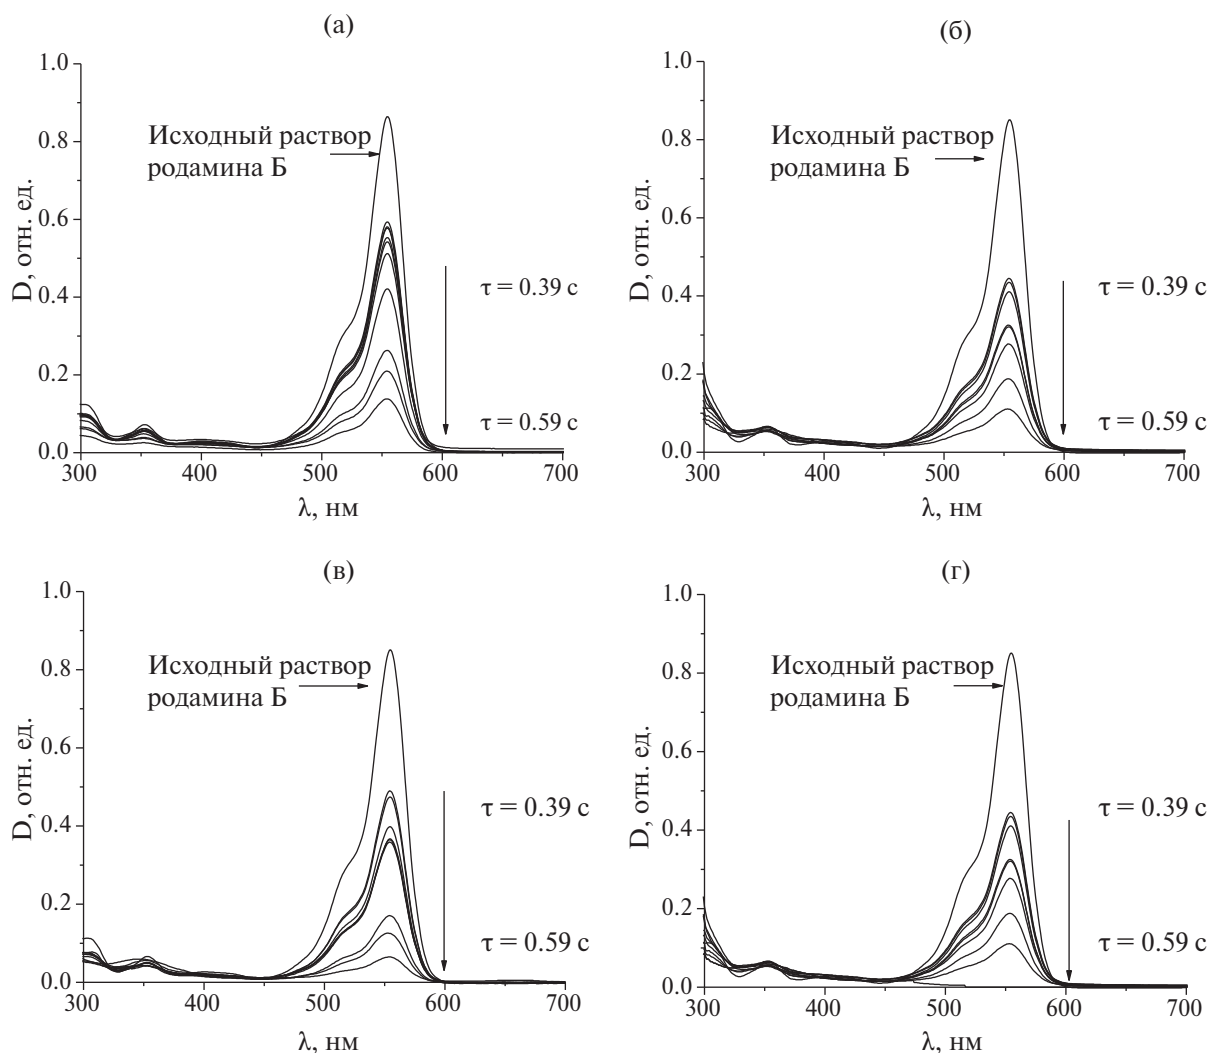 (а)
1.0
0.8
0.6
0.4
0.2
0.0
D, отн. ед.
Исходный раствор
родамина Б
τ = 0.39 с
τ = 0.59 с
300 400 500 600 700
λ, нм
(б)
1.0
0.8
0.6
0.4
0.2
0.0
D, отн. ед.
Исходный раствор
родамина Б
τ = 0.39 с
τ = 0.59 с
300 400 500 600 700
λ, нм
(в)
1.0
0.8
0.6
0.4
0.2
0.0
D, отн. ед.
Исходный раствор
родамина Б
τ = 0.39 с
τ = 0.59 с
300 400 500 600 700
λ, нм
(г)
1.0
0.8
0.6
0.4
0.2
0.0
D, отн. ед.
Исходный раствор
родамина Б
τ = 0.39 с
τ = 0.59 с
300 400 500 600 700
λ, нм